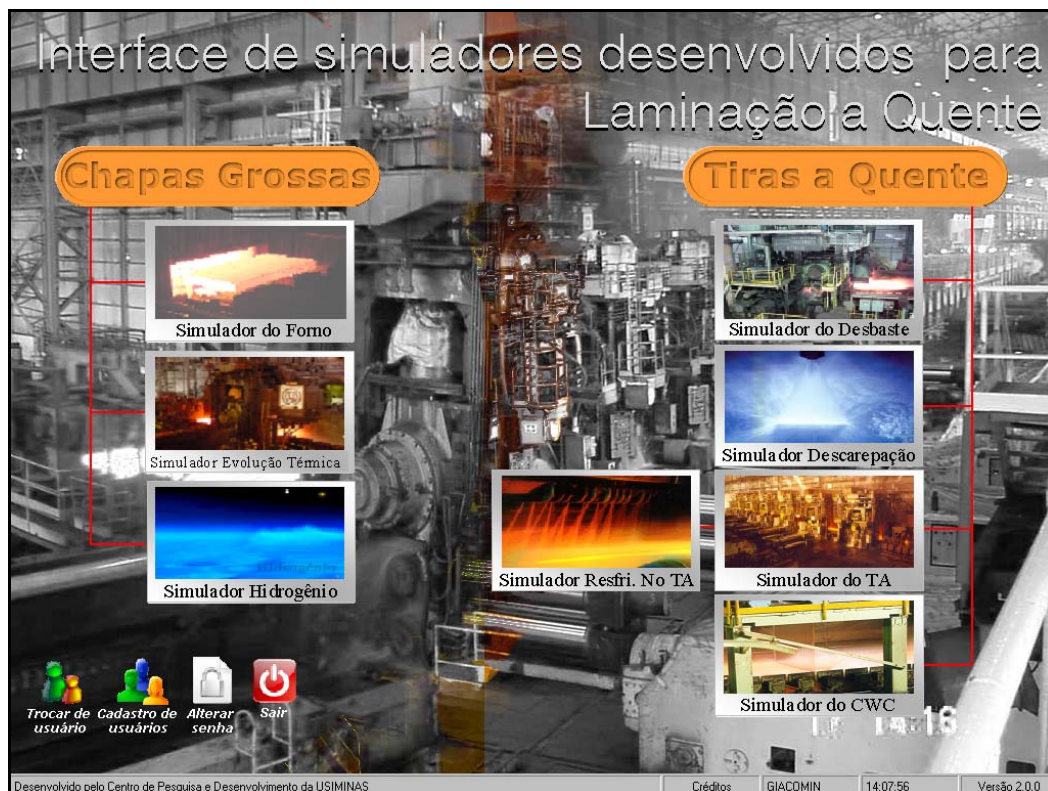 Interface de simuladores desenvolvidos para
Laminação a Quente
Chapas Grossas
Tiras a Quente
Simulador do Forno
Simulador do Desbaste
Simulador Evolução Térmica
Simulador Descarepação
Hidrogênio
Simulador Hidrogênio
Simulador Resfri. No TA
Simulador do TA
Simulador do CWC
Trocar de
usuário
Cadastro de
usuários
Alterar
senha
Sair
Desenvolvido pelo Centro de Pesquisa e Desenvolvimento da USIMINAS
Créditos
GIACOMIN
14:07:56
Versão 2.0.0